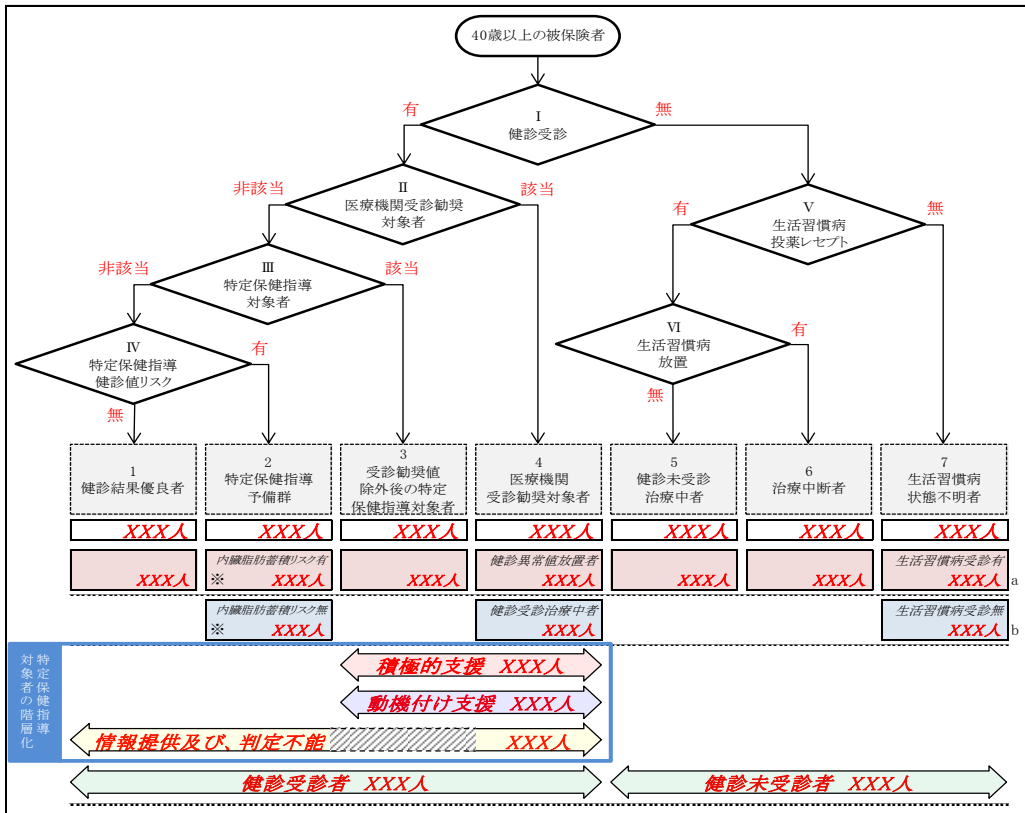 40歳以上の被保険者
Ⅰ
健診受診
有
無
Ⅱ
医療機関受診勧奨
対象者
非該当
該当
Ⅴ
生活習慣病
投薬レセプト
有
無
Ⅲ
特定保健指導
対象者
非該当
該当
Ⅳ
特定保健指導
健診値リスク
有
無
Ⅵ
生活習慣病
放置
有
無
1
健診結果優良者
2
特定保健指導
予備群
3
受診勧奨値
除外後の特定
保健指導対象者
4
医療機関
受診勧奨対象者
5
健診未受診
治療中者
6
治療中断者
7
生活習慣病
状態不明者
XXX人
XXX人
XXX人
XXX人
XXX人
XXX人
XXX人
XXX人
内臓脂肪蓄積リスク有
※ XXX人
XXX人
健診異常値放置者
XXX人
XXX人
XXX人
生活習慣病受診有
XXX人
a
内臓脂肪蓄積リスク無
※ XXX人
健診受診治療中者
XXX人
生活習慣病受診無
XXX人
b
特定保健指導
対象者の階層化
積極的支援 XXX人
動機付け支援 XXX人
情報提供及び、判定不能 XXX人
健診受診者 XXX人
健診未受診者 XXX人